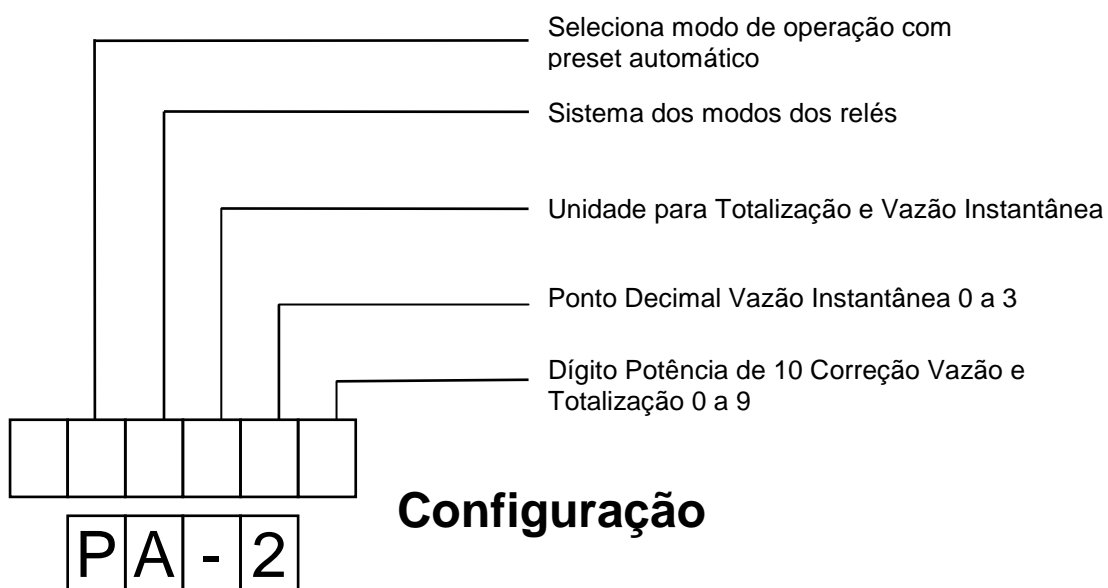 Seleciona modo de operação com
preset automático
Sistema dos modos dos relés
Unidade para Totalização e Vazão Instantânea
Ponto Decimal Vazão Instantânea 0 a 3
Dígito Potência de 10 Correção Vazão e
Totalização 0 a 9
Configuração
PA-2